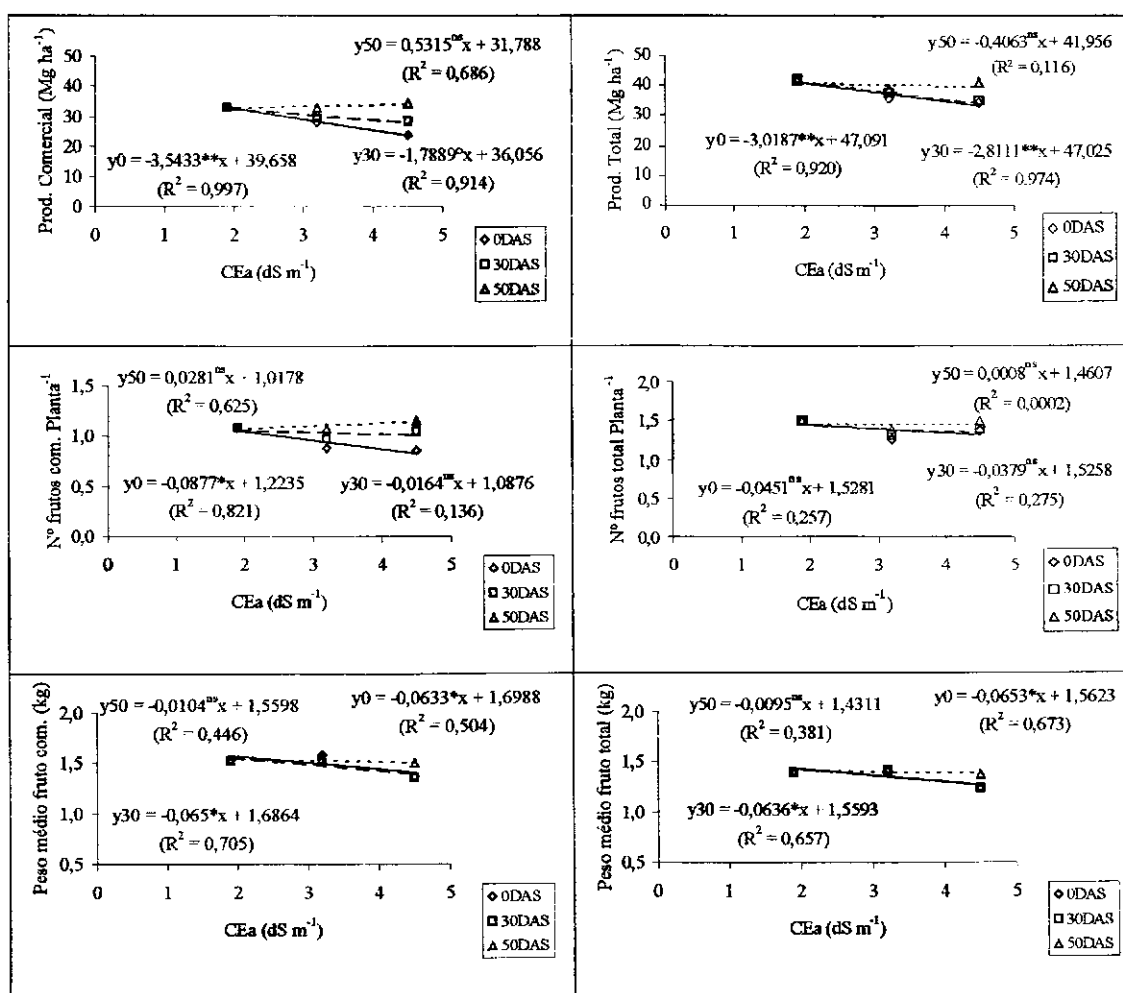 y50 = 0,5315ⁿˢx + 31,788
(R² = 0,686)
Prod. Comercial (Mg ha⁻¹)
50
40
30
20
10
0
y0 = -3,5433**x + 39,658
(R² = 0,997)
y30 = -1,7889°x + 36,056
(R² = 0,914)
0 1 2 3 4 5
CEa (dS m⁻¹)
0DAS
30DAS
50DAS
y50 = -0,4063ⁿˢx + 41,956
(R² = 0,116)
Prod. Total (Mg ha⁻¹)
50
40
30
20
10
0
y0 = -3,0187**x + 47,091
(R² = 0,920)
y30 = -2,8111**x + 47,025
(R² = 0,974)
0 1 2 3 4 5
CEa (dS m⁻¹)
0DAS
30DAS
50DAS
y50 = 0,0281ⁿˢx + 1,0178
(R² = 0,625)
Nº frutos com. Planta⁻¹
1,5
1,0
0,5
0,0
y0 = -0,0877*x + 1,2235
(R² = 0,821)
y30 = -0,0164ⁿˢx + 1,0876
(R² = 0,136)
0 1 2 3 4 5
CEa (dS m⁻¹)
0DAS
30DAS
50DAS
y50 = 0,0008ⁿˢx + 1,4607
(R² = 0,0002)
Nº frutos total Planta⁻¹
2,0
1,5
1,0
0,5
0,0
y0 = -0,0451ⁿˢx + 1,5281
(R² = 0,257)
y30 = -0,0379ⁿˢx + 1,5258
(R² = 0,275)
0 1 2 3 4 5
CEa (dS m⁻¹)
0DAS
30DAS
50DAS
y50 = -0,0104ⁿˢx + 1,5598
(R² = 0,446)
y0 = -0,0633*x + 1,6988
(R² = 0,504)
Peso médio fruto com. (kg)
2,0
1,5
1,0
0,5
y30 = -0,065*x + 1,6864
(R² = 0,705)
0 1 2 3 4 5
CEa (dS m⁻¹)
0DAS
30DAS
50DAS
y50 = -0,0095ⁿˢx + 1,4311
(R² = 0,381)
y0 = -0,0653*x + 1,5623
(R² = 0,673)
Peso médio fruto total (kg)
2,0
1,5
1,0
0,5
y30 = -0,0636*x + 1,5593
(R² = 0,657)
0 1 2 3 4 5
CEa (dS m⁻¹)
0DAS
30DAS
50DAS